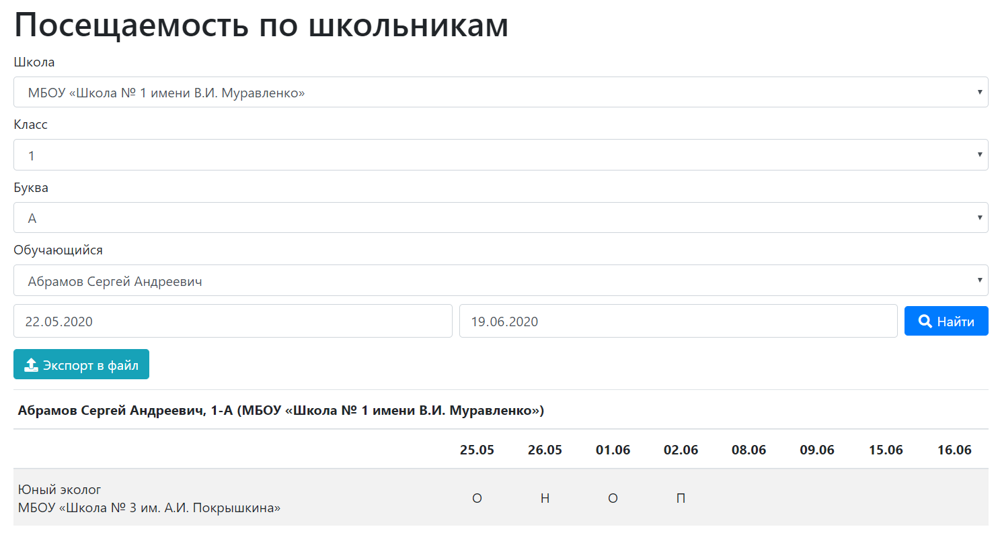 Посещаемость по школьникам
Школа
МБОУ «Школа № 1 имени В.И. Муравленко»
Класс
1
Буква
А
Обучающийся
Абрамов Сергей Андреевич
22.05.2020 19.06.2020 Найти
Экспорт в файл
Абрамов Сергей Андреевич, 1-А (МБОУ «Школа № 1 имени В.И. Муравленко»)
25.05 26.05 01.06 02.06 08.06 09.06 15.06 16.06
Юный эколог
МБОУ «Школа № 3 им. А.И. Покрышкина»
О Н О П